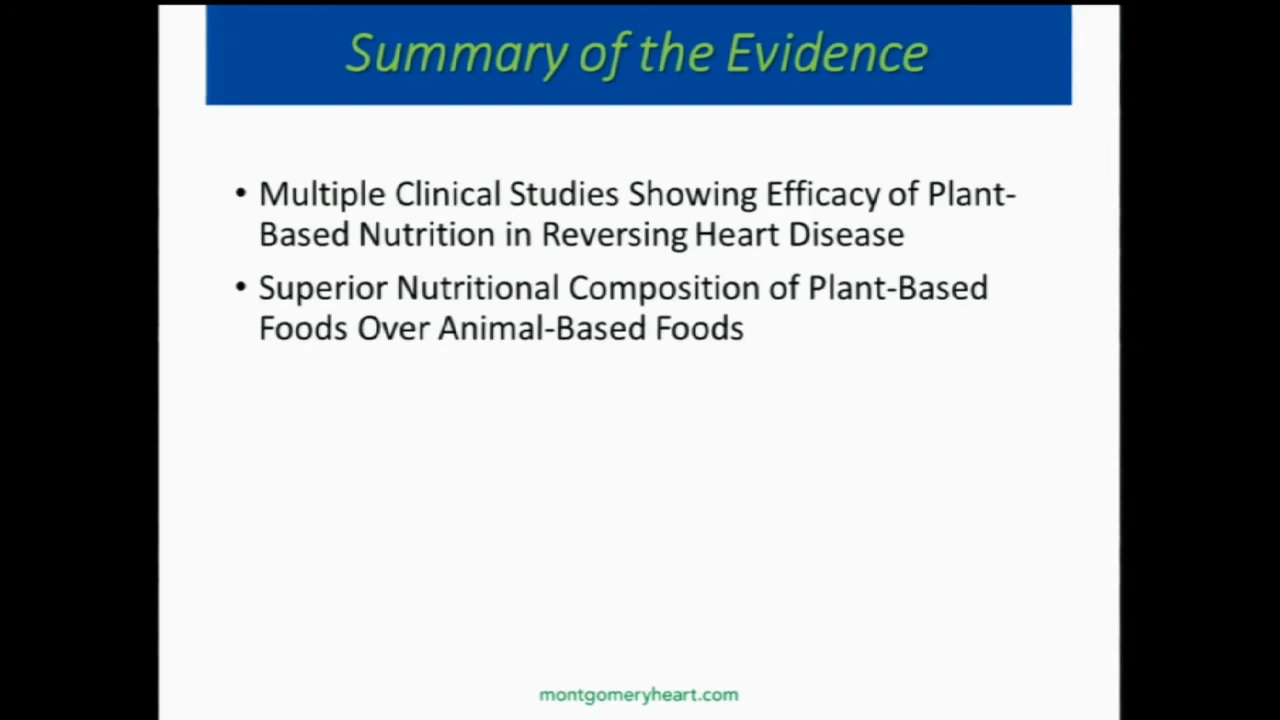 Summary of the Evidence
• Multiple Clinical Studies Showing Efficacy of Plant-
Based Nutrition in Reversing Heart Disease
• Superior Nutritional Composition of Plant-Based
Foods Over Animal-Based Foods
montgomeryheart.com